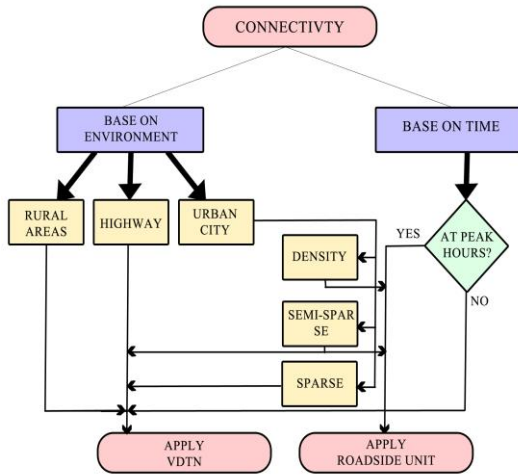 CONNECTIVTY
BASE ON
ENVIRONMENT
BASE ON TIME
RURAL
AREAS
HIGHWAY
URBAN
CITY
YES
AT PEAK
HOURS?
DENSITY
NO
SEMI-SPAR
SE
SPARSE
APPLY
VDTN
APPLY
ROADSIDE UNIT